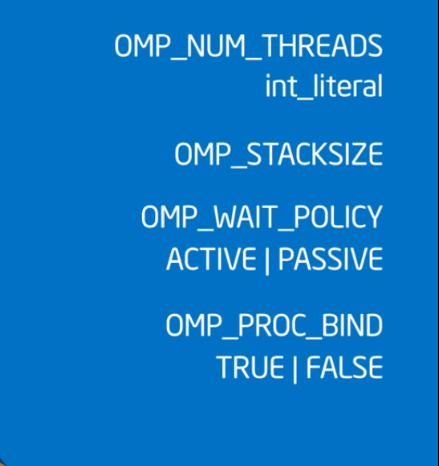 OMP_NUM_THREADS
int_literal
OMP_STACKSIZE
OMP_WAIT_POLICY
ACTIVE | PASSIVE
OMP_PROC_BIND
TRUE | FALSE